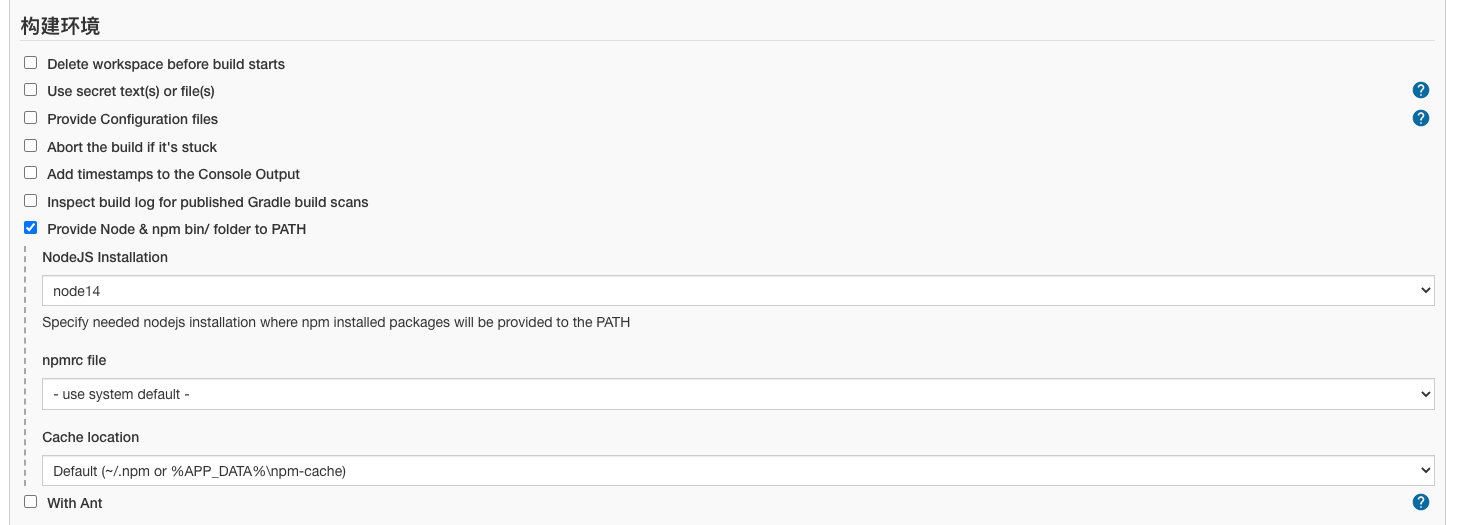 构建环境
Delete workspace before build starts
Use secret text(s) or file(s)
?
Provide Configuration files
?
Abort the build if it's stuck
Add timestamps to the Console Output
Inspect build log for published Gradle build scans
Provide Node & npm bin/ folder to PATH
NodeJS Installation
node14
Specify needed nodejs installation where npm installed packages will be provided to the PATH
npmrc file
- use system default -
Cache location
Default (~/.npm or %APP_DATA%\npm-cache)
With Ant
?